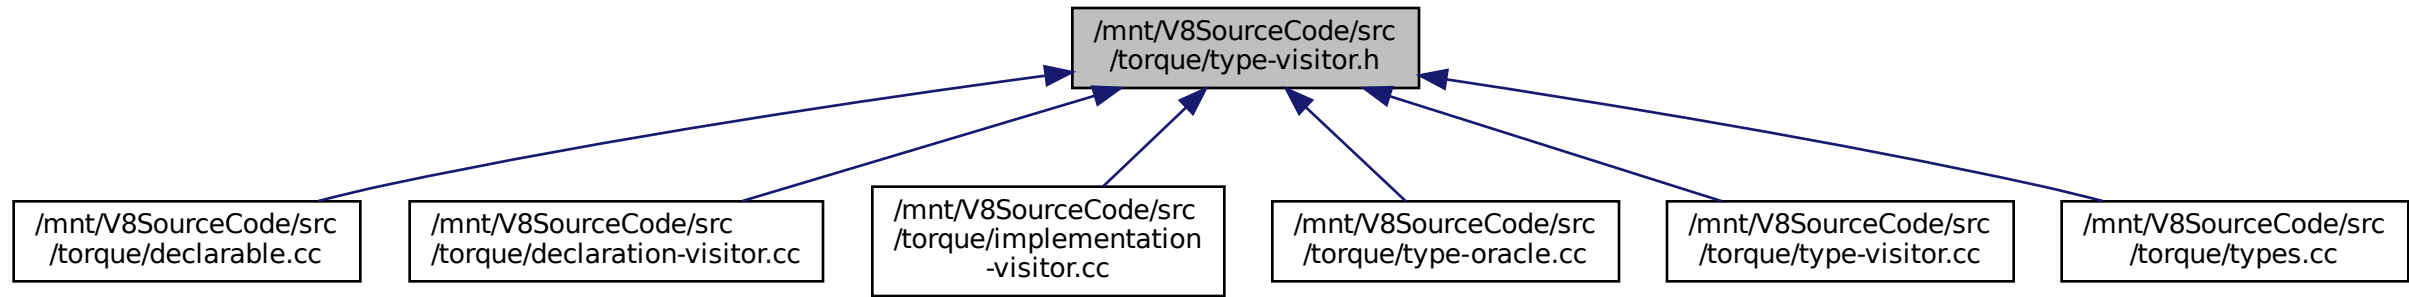 /mnt/V8SourceCode/src
/torque/type-visitor.h
/mnt/V8SourceCode/src
/torque/declarable.cc
/mnt/V8SourceCode/src
/torque/declaration-visitor.cc
/mnt/V8SourceCode/src
/torque/implementation
-visitor.cc
/mnt/V8SourceCode/src
/torque/type-oracle.cc
/mnt/V8SourceCode/src
/torque/type-visitor.cc
/mnt/V8SourceCode/src
/torque/types.cc